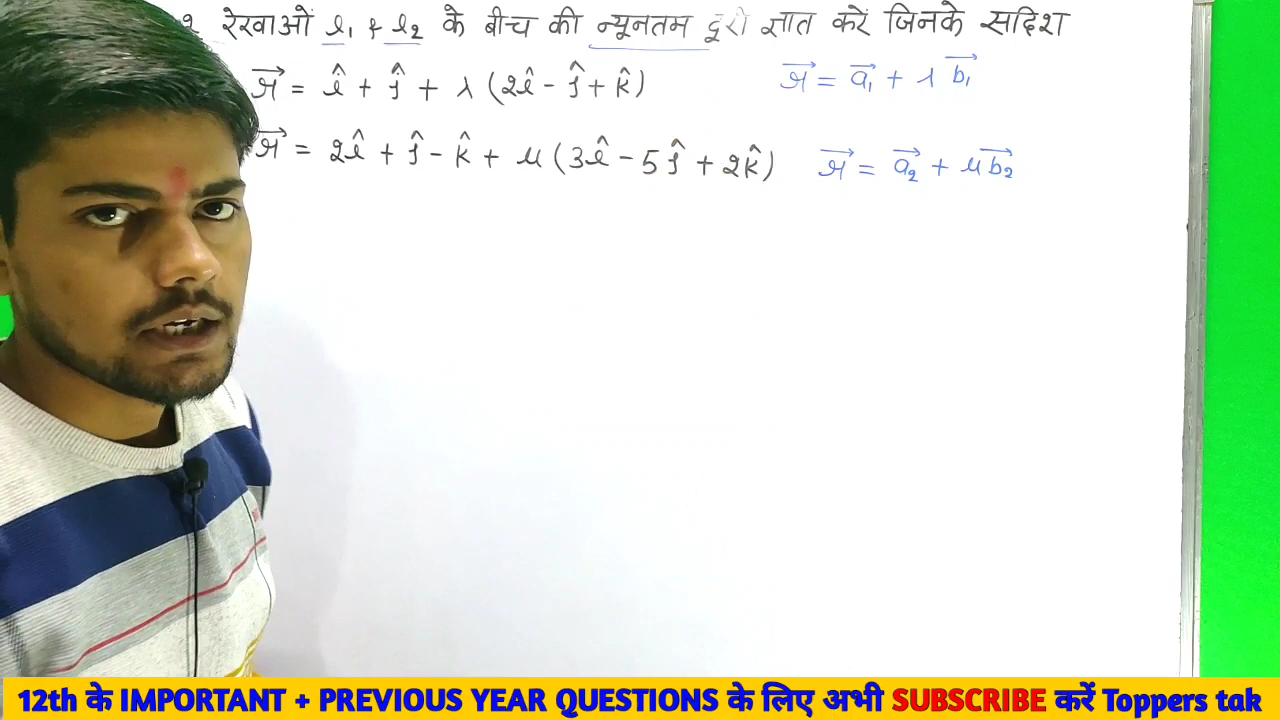 रेखाओं l₁ & l₂ के बीच की न्यूनतम दूरी ज्ञात करें जिनके सदिश
r⃗ = î + ĵ + λ (2î - ĵ + k̂) r⃗ = a⃗₁ + λ b⃗₁
r⃗ = 2î + ĵ - k̂ + μ (3î - 5ĵ + 2k̂) r⃗ = a⃗₂ + μ b⃗₂
12th के IMPORTANT + PREVIOUS YEAR QUESTIONS के लिए अभी SUBSCRIBE करें Toppers tak